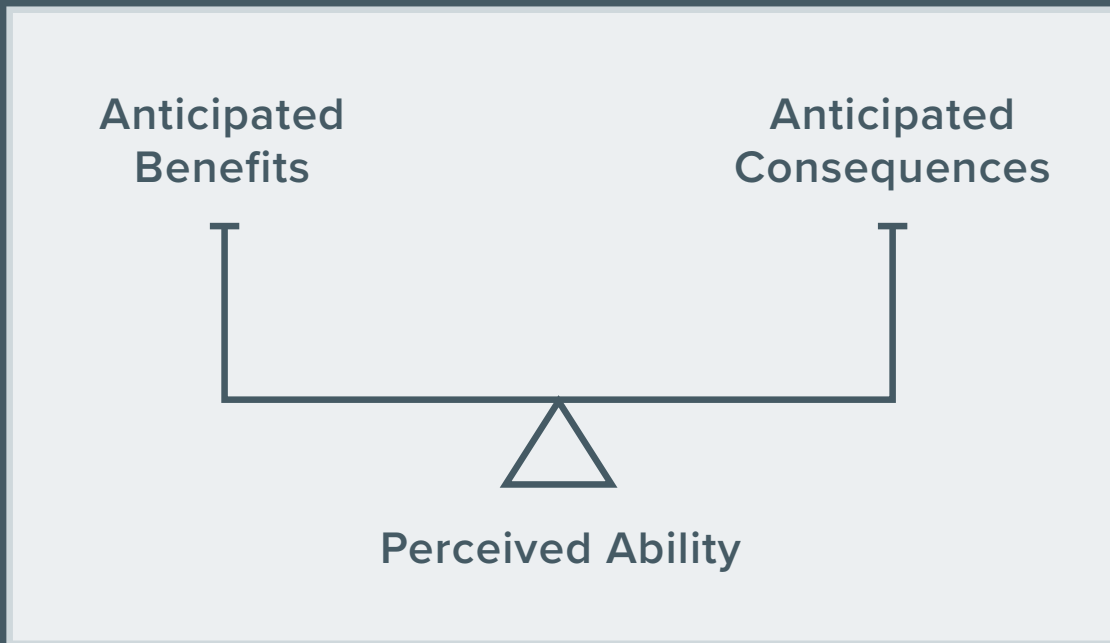 Anticipated
Benefits
Anticipated
Consequences
Perceived Ability